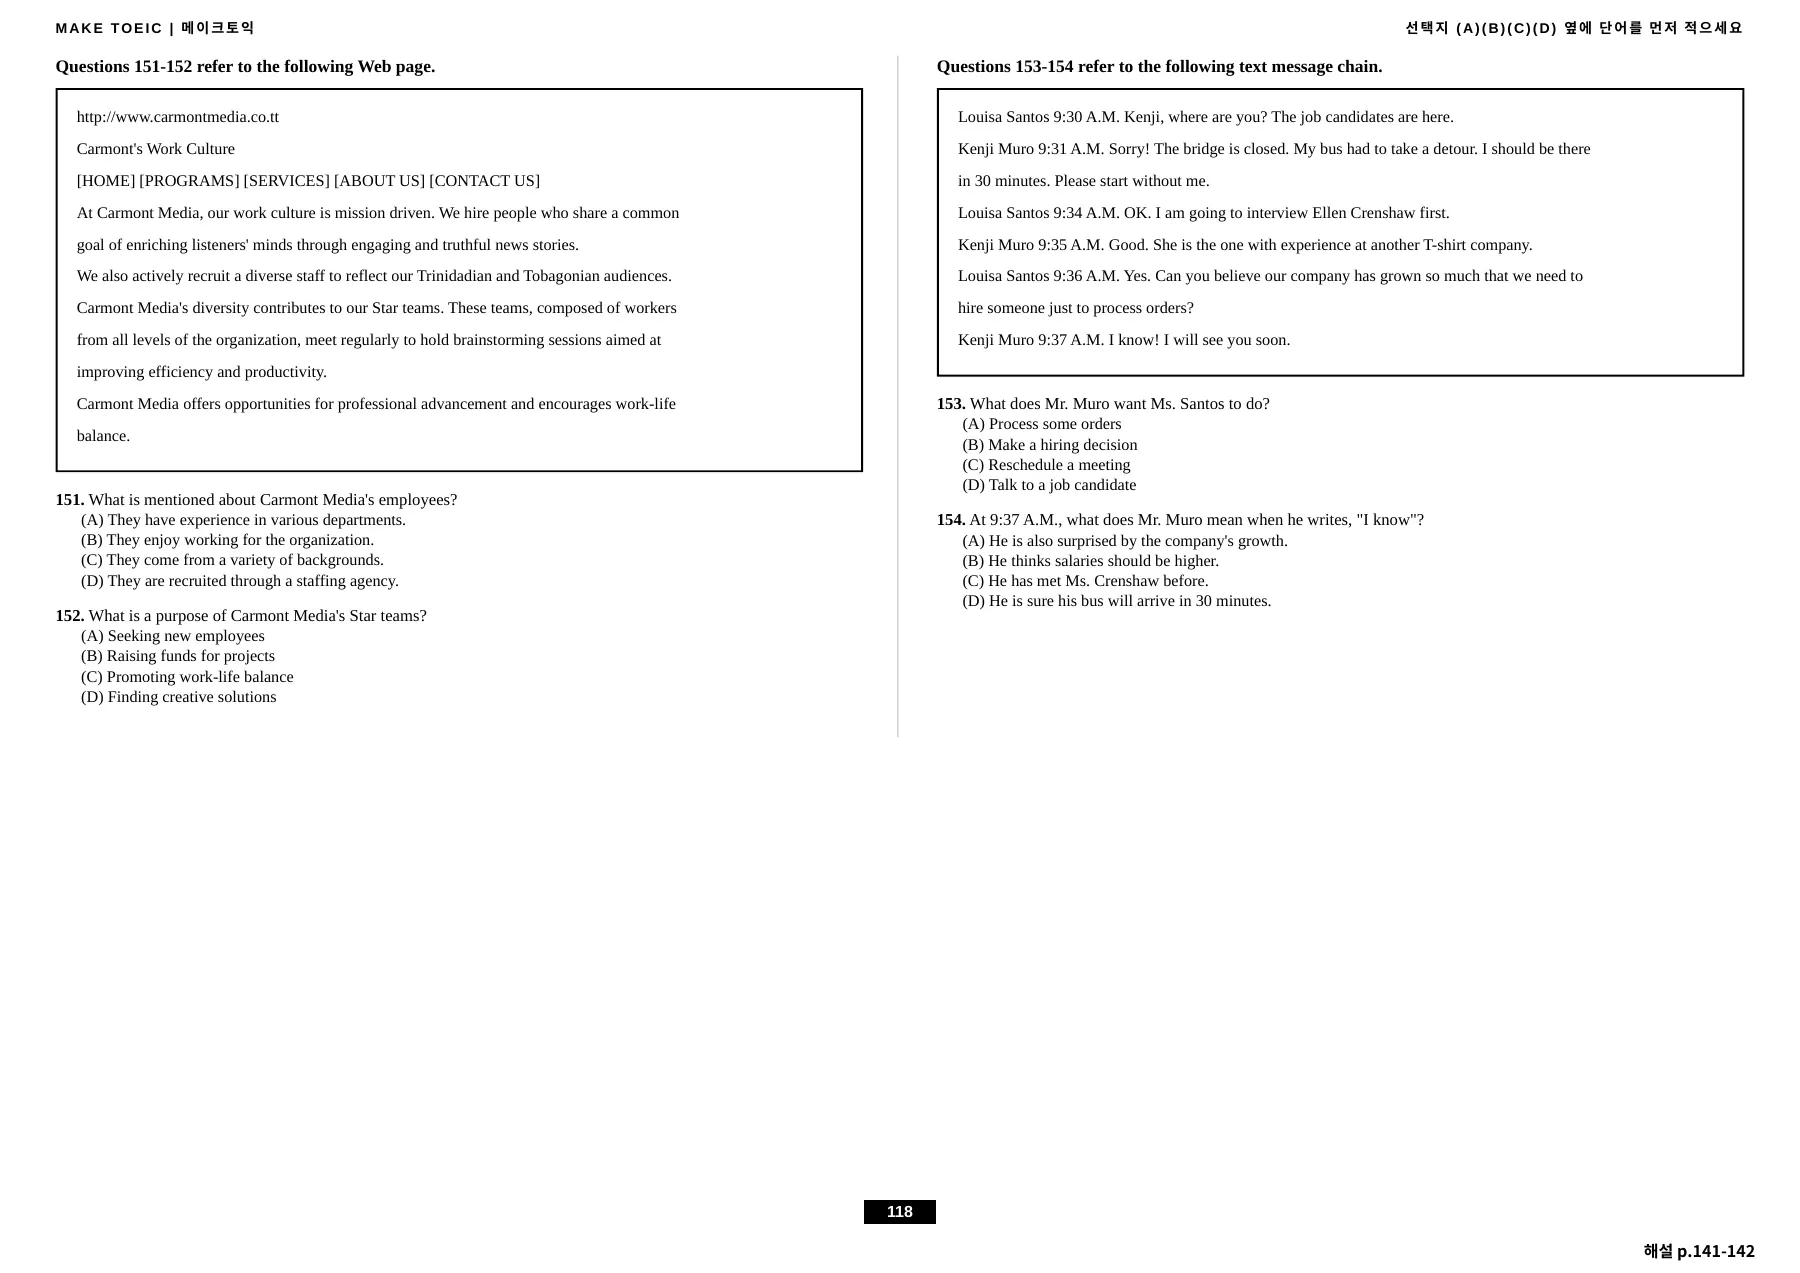 MAKE TOEIC | 메이크토익
선택지 (A)(B)(C)(D) 옆에 단어를 먼저 적으세요
Questions 151-152 refer to the following Web page.
http://www.carmontmedia.co.tt
Carmont's Work Culture
[HOME] [PROGRAMS] [SERVICES] [ABOUT US] [CONTACT US]
At Carmont Media, our work culture is mission driven. We hire people who share a common
goal of enriching listeners' minds through engaging and truthful news stories.
We also actively recruit a diverse staff to reflect our Trinidadian and Tobagonian audiences.
Carmont Media's diversity contributes to our Star teams. These teams, composed of workers
from all levels of the organization, meet regularly to hold brainstorming sessions aimed at
improving efficiency and productivity.
Carmont Media offers opportunities for professional advancement and encourages work-life
balance.
151. What is mentioned about Carmont Media's employees?
(A) They have experience in various departments.
(B) They enjoy working for the organization.
(C) They come from a variety of backgrounds.
(D) They are recruited through a staffing agency.
152. What is a purpose of Carmont Media's Star teams?
(A) Seeking new employees
(B) Raising funds for projects
(C) Promoting work-life balance
(D) Finding creative solutions
Questions 153-154 refer to the following text message chain.
Louisa Santos 9:30 A.M. Kenji, where are you? The job candidates are here.
Kenji Muro 9:31 A.M. Sorry! The bridge is closed. My bus had to take a detour. I should be there
in 30 minutes. Please start without me.
Louisa Santos 9:34 A.M. OK. I am going to interview Ellen Crenshaw first.
Kenji Muro 9:35 A.M. Good. She is the one with experience at another T-shirt company.
Louisa Santos 9:36 A.M. Yes. Can you believe our company has grown so much that we need to
hire someone just to process orders?
Kenji Muro 9:37 A.M. I know! I will see you soon.
153. What does Mr. Muro want Ms. Santos to do?
(A) Process some orders
(B) Make a hiring decision
(C) Reschedule a meeting
(D) Talk to a job candidate
154. At 9:37 A.M., what does Mr. Muro mean when he writes, "I know"?
(A) He is also surprised by the company's growth.
(B) He thinks salaries should be higher.
(C) He has met Ms. Crenshaw before.
(D) He is sure his bus will arrive in 30 minutes.
118
해설 p.141-142